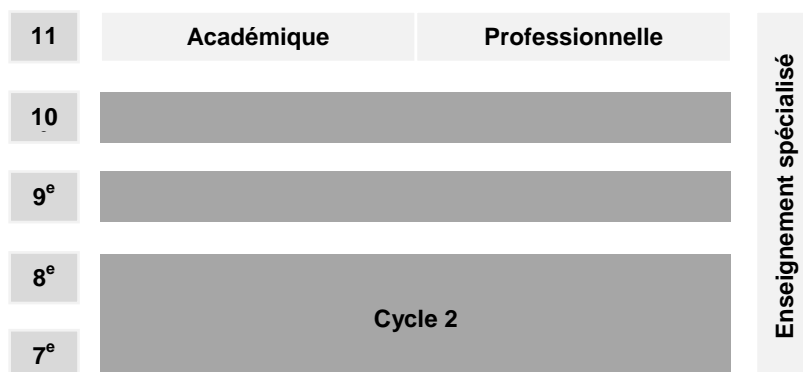 11
Académique
Professionnelle
10
9e
8e
7e
Cycle 2
Enseignement spécialisé